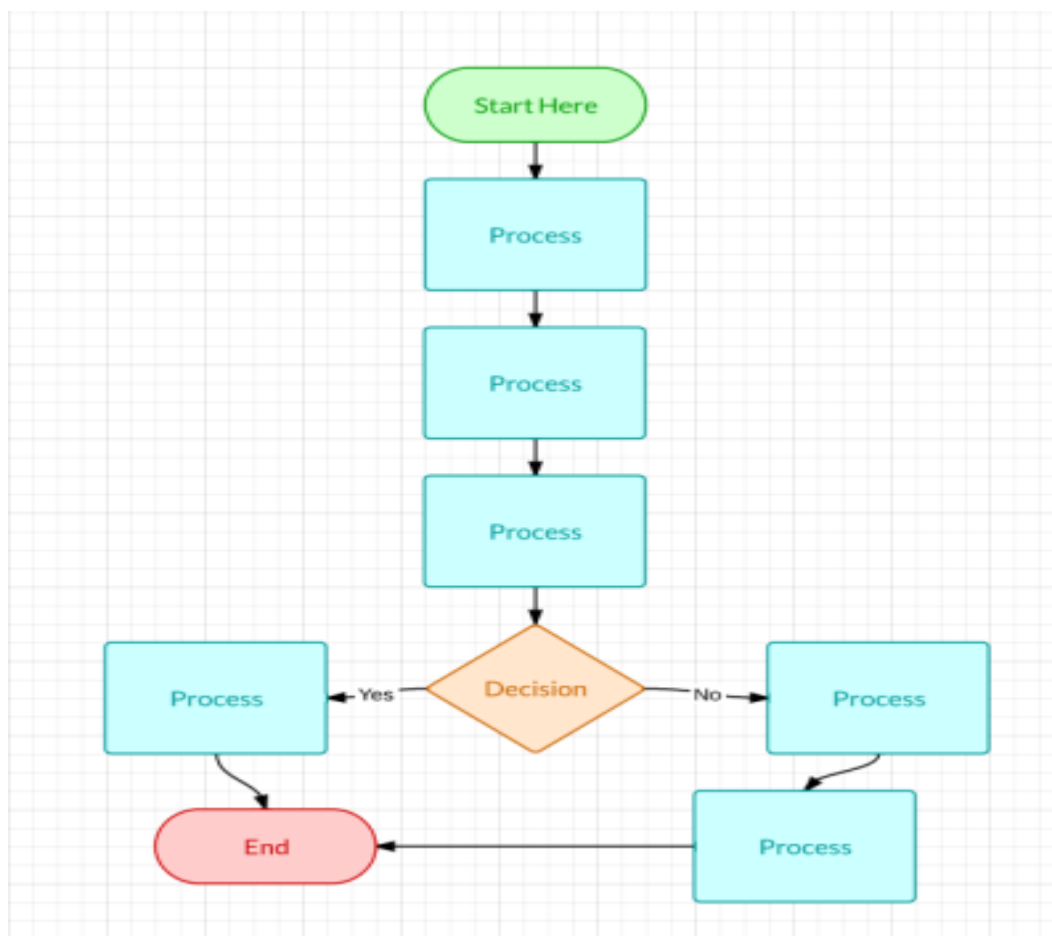 Start Here
Process
Process
Process
Decision
Yes
No
Process
Process
End
Process